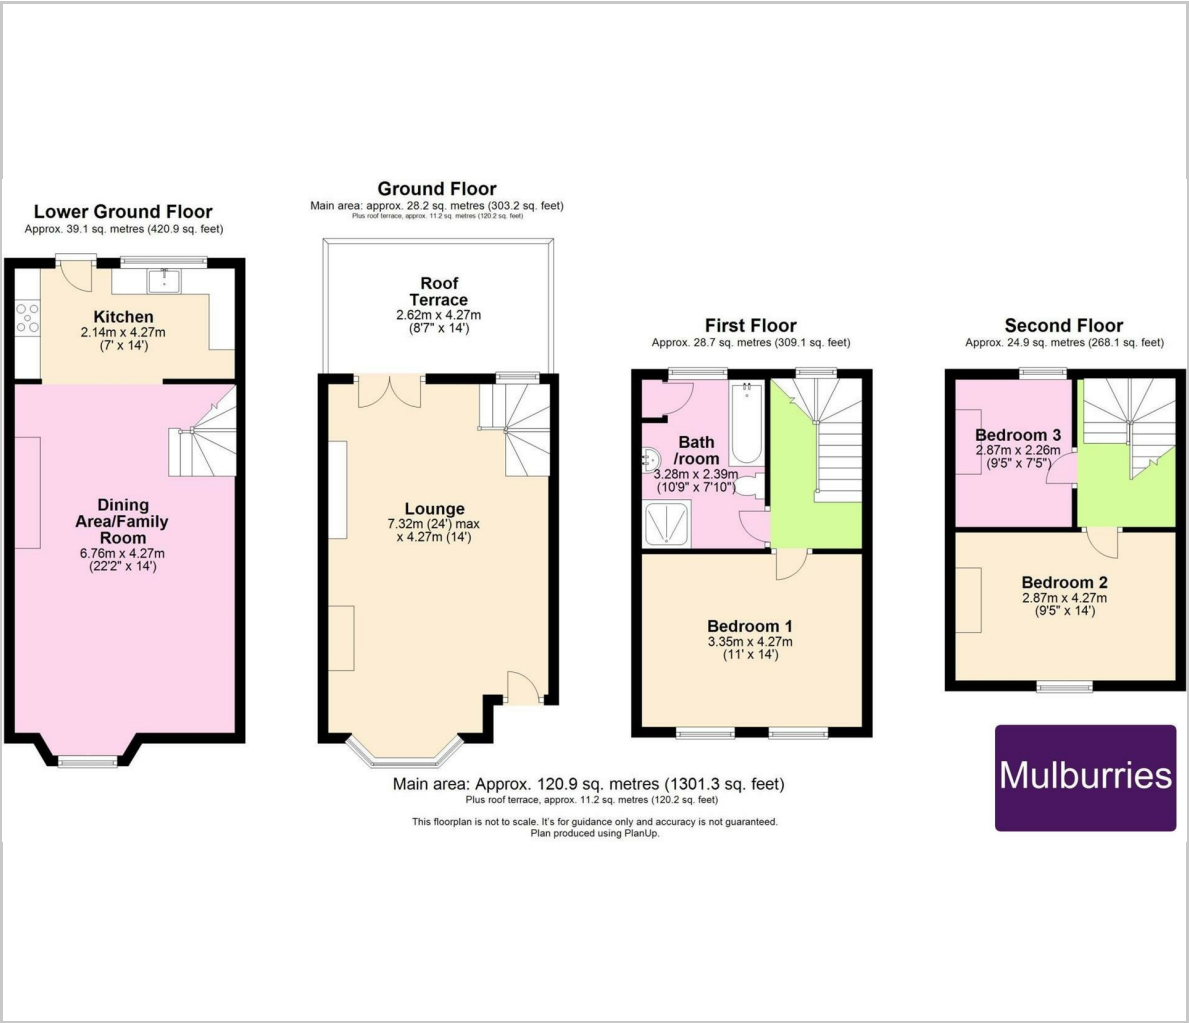 Lower Ground Floor
Approx. 39.1 sq. metres (420.9 sq. feet)
Kitchen
2.14m x 4.27m
(7' x 14')
Dining
Area/Family
Room
6.76m x 4.27m
(22'2" x 14')
Ground Floor
Main area: approx. 28.2 sq. metres (303.2 sq. feet)
Plus roof terrace, approx. 11.2 sq. metres (120.2 sq. feet)
Roof
Terrace
2.62m x 4.27m
(8'7" x 14')
Lounge
7.32m (24') max
x 4.27m (14')
First Floor
Approx. 28.7 sq. metres (309.1 sq. feet)
Bath
/room
3.28m x 2.39m
(10'9" x 7'10")
Bedroom 1
3.35m x 4.27m
(11' x 14')
Second Floor
Approx. 24.9 sq. metres (268.1 sq. feet)
Bedroom 3
2.87m x 2.26m
(9'5" x 7'5")
Bedroom 2
2.87m x 4.27m
(9'5" x 14')
Main area: Approx. 120.9 sq. metres (1301.3 sq. feet)
Plus roof terrace, approx. 11.2 sq. metres (120.2 sq. feet)
This floorplan is not to scale. It's for guidance only and accuracy is not guaranteed.
Plan produced using PlanUp.
Mulburries